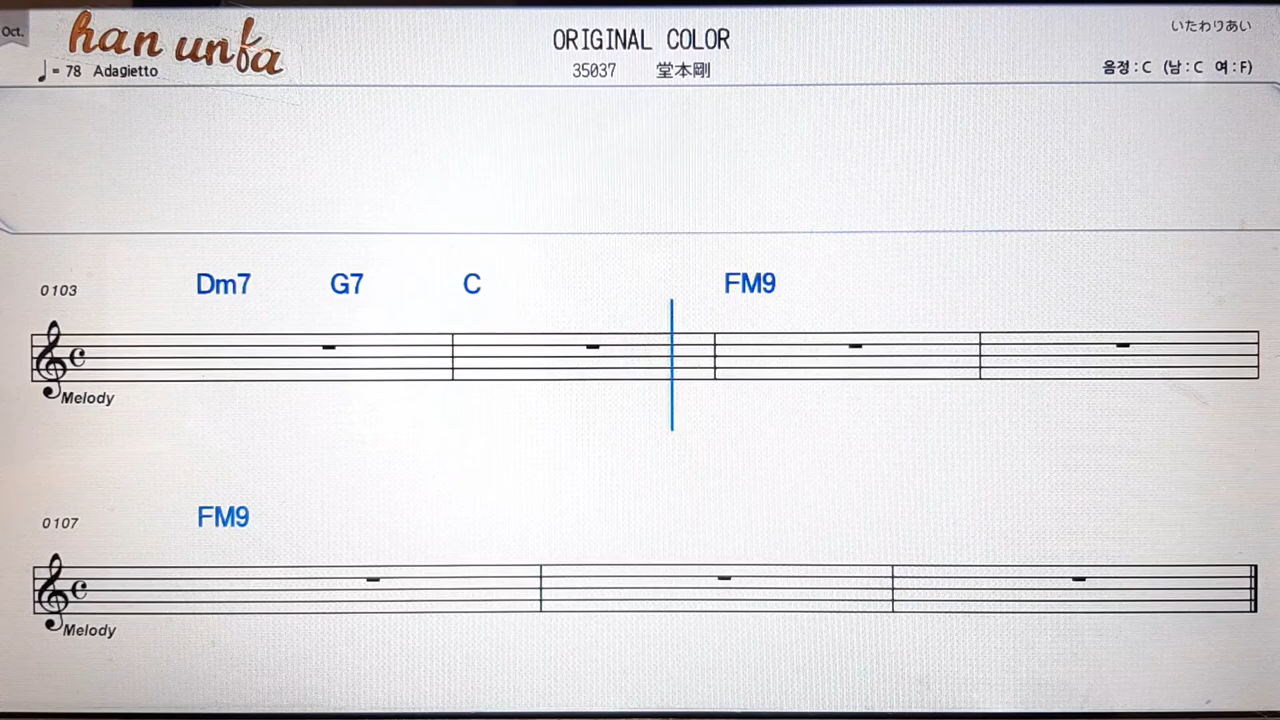 Oct.
han unfa
ORIGINAL COLOR
いたわりあい
♩ = 78 Adagietto
35037 堂本剛
음정 : C (남 : C 여 : F)
0103 Dm7 G7 C FM9
Melody
0107 FM9
Melody